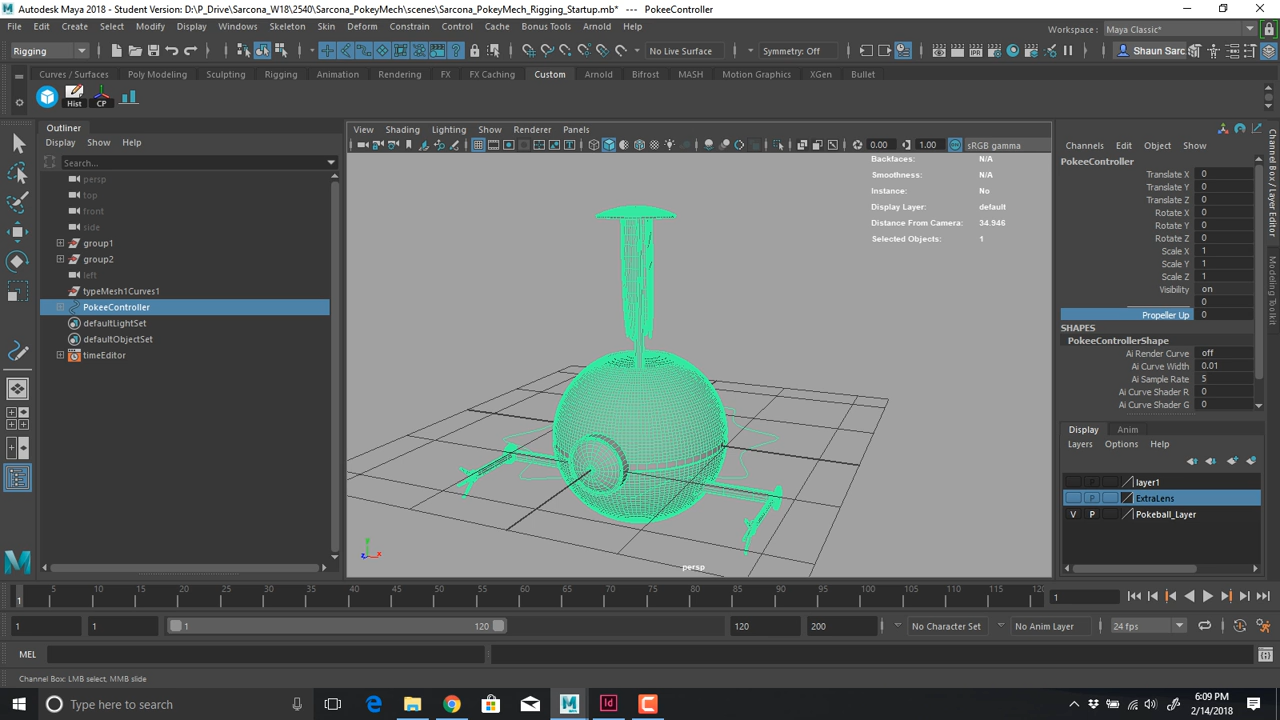 Autodesk Maya 2018 - Student Version: D:\P_Drive\Sarcona_W18\2540\Sarcona_PokeyMech\scenes\Sarcona_PokeyMech_Rigging_Startup.mb* --- PokeeController
File Edit Create Select Modify Display Windows Skeleton Skin Deform Constrain Control Cache Bonus Tools Arnold Help
Workspace : Maya Classic*
Rigging No Live Surface Symmetry: Off Shaun Sarc
Curves / Surfaces Poly Modeling Sculpting Rigging Animation Rendering FX FX Caching Custom Arnold Bifrost MASH Motion Graphics XGen Bullet
Hist CP
Outliner
Display Show Help
Search...
persp
top
front
side
group1
group2
left
typeMesh1Curves1
PokeeController
defaultLightSet
defaultObjectSet
timeEditor
View Shading Lighting Show Renderer Panels
0.00 1.00 sRGB gamma
Backfaces: N/A
Smoothness: N/A
Instance: No
Display Layer: default
Distance From Camera: 34.946
Selected Objects: 1
persp
Channels Edit Object Show
PokeeController
Translate X 0
Translate Y 0
Translate Z 0
Rotate X 0
Rotate Y 0
Rotate Z 0
Scale X 1
Scale Y 1
Scale Z 1
Visibility on
0
Propeller Up 0
SHAPES
PokeeControllerShape
Ai Render Curve off
Ai Curve Width 0.01
Ai Sample Rate 5
Ai Curve Shader R 0
Ai Curve Shader G 0
Channel Box / Layer Editor
Modeling Toolkit
Display Anim
Layers Options Help
P layer1
P ExtraLens
V P Pokeball_Layer
1 5 10 15 20 25 30 35 40 45 50 55 60 65 70 75 80 85 90 95 100 105 110 115 120
1
1 1 1 120 120 200 No Character Set No Anim Layer 24 fps
MEL
Channel Box: LMB select, MMB slide
Type here to search
6:09 PM
2/14/2018